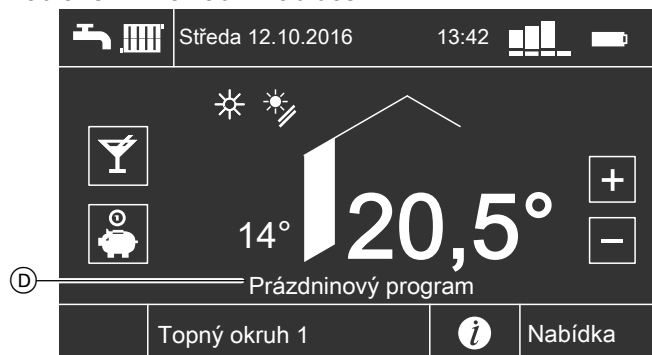 Středa 12.10.2016 13:42
14° 20,5°
+
−
D
Prázdninový program
Topný okruh 1 i Nabídka